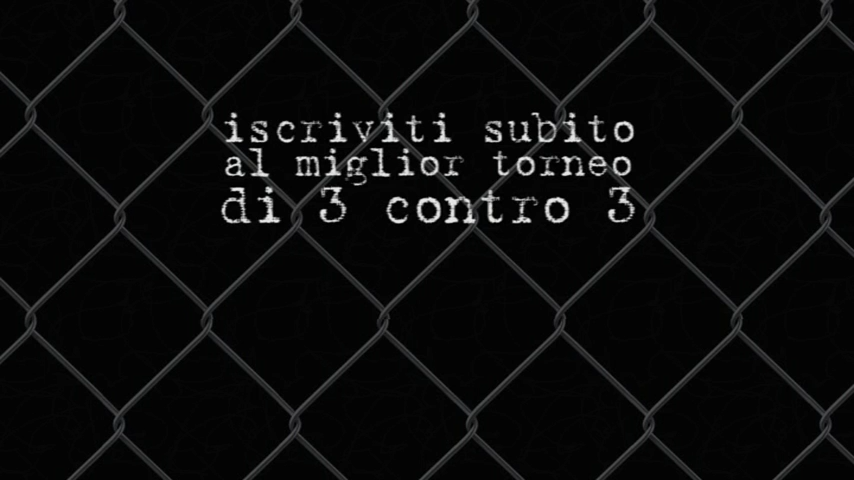 iscriviti subito
al miglior torneo
di 3 contro 3